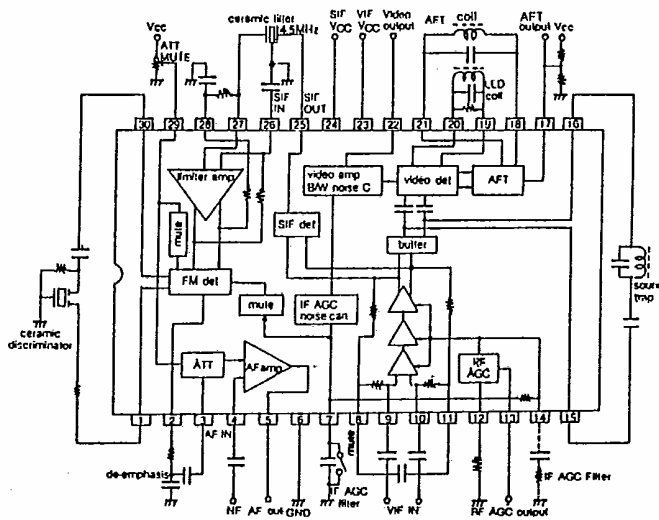 Vcc
ATT
MUTE
ceramic filter
4.5MHz
SIF
IN
SIF
OUT
SIF
VCC
VIF
VCC
Video
output
AFT
coil
LED
coil
AFT
output
Vcc
30
29
28
27
26
25
24
23
22
21
20
19
18
17
16
limiter amp
mute
FM det
SIF det
mute
video amp
B/W noise C
video det
AFT
buffer
IF AGC
noise can
ATT
AF amp
RF
AGC
ceramic
discriminator
sound
trap
1
2
3
4
5
6
7
8
9
10
11
12
13
14
15
AF IN
mute
de-emphasis
NF
AF out
GND
IF AGC
filter
VIF IN
RF AGC output
IF AGC Filter